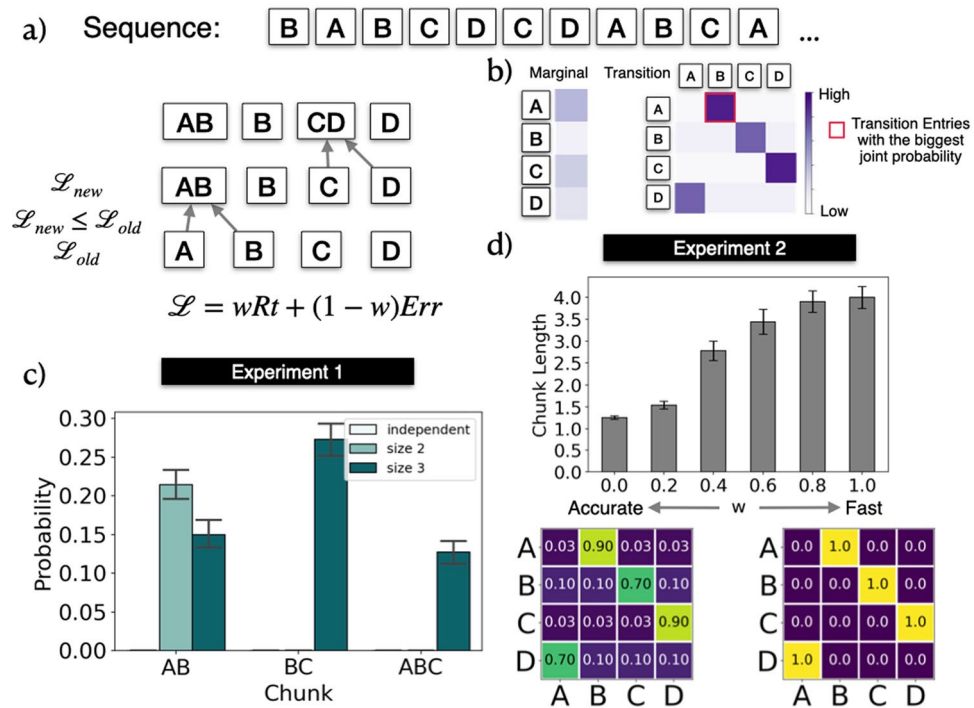 a) Sequence: B A B C D C D A B C A ...
AB B CD D
ℒnew AB B C D
ℒnew ≤ ℒold
ℒold A B C D
ℒ = wRt + (1 − w)Err
b) Marginal Transition A B C D
A
B
C
D
A
B
C
D
High
Low
Transition Entries
with the biggest
joint probability
c) Experiment 1
Probability
0.30
0.25
0.20
0.15
0.10
0.05
0.00
independent
size 2
size 3
AB BC ABC
Chunk
d) Experiment 2
Chunk Length
4.0
3.5
3.0
2.5
2.0
1.5
1.0
0.5
0.0
0.0 0.2 0.4 0.6 0.8 1.0
Accurate w Fast
A 0.03 0.90 0.03 0.03
B 0.10 0.10 0.70 0.10
C 0.03 0.03 0.03 0.90
D 0.70 0.10 0.10 0.10
A B C D
A 0.0 1.0 0.0 0.0
B 0.0 0.0 1.0 0.0
C 0.0 0.0 0.0 1.0
D 1.0 0.0 0.0 0.0
A B C D